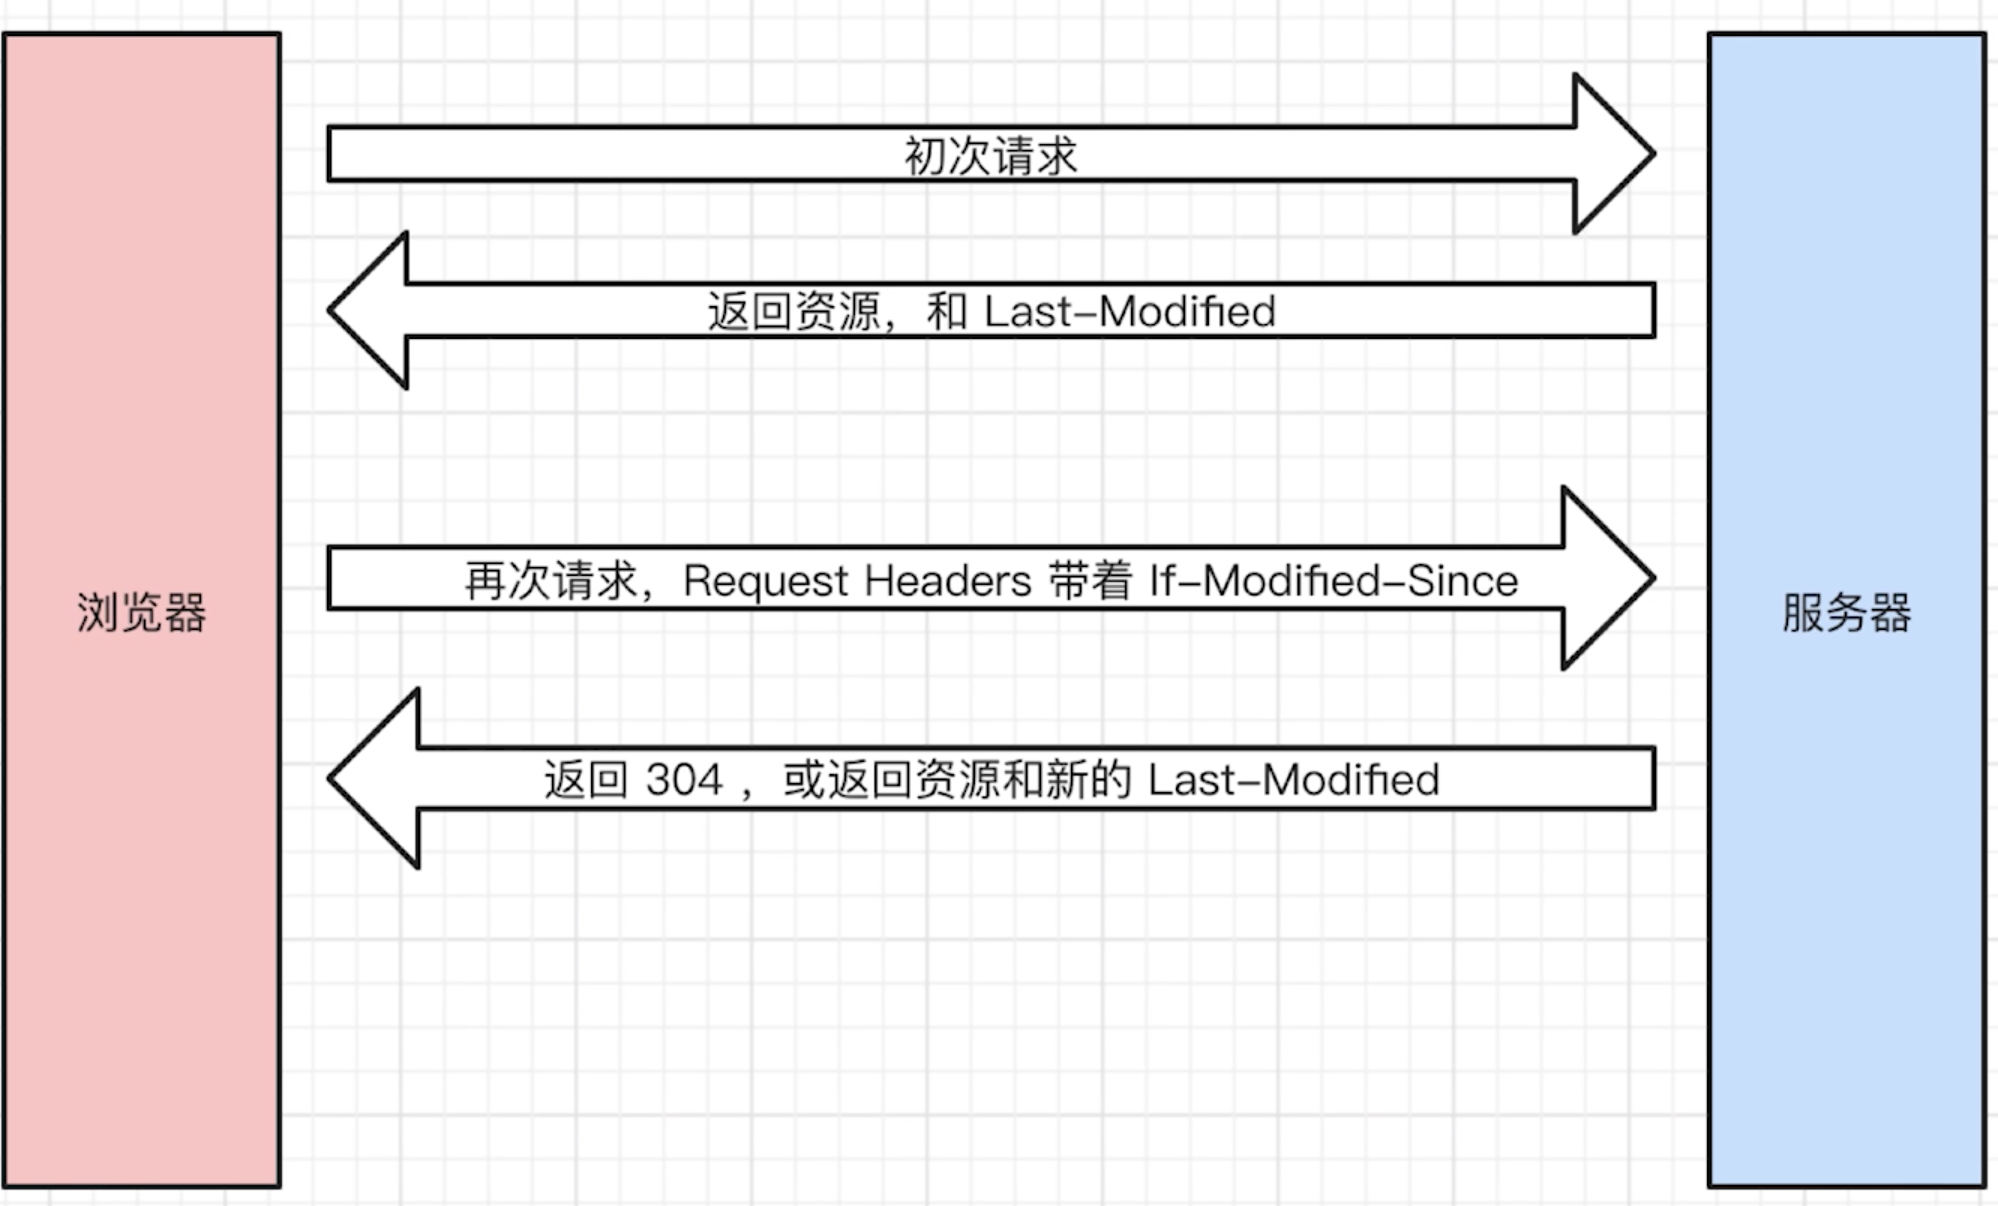 初次请求
返回资源，和 Last-Modified
再次请求，Request Headers 带着 If-Modified-Since
浏览器
服务器
返回 304 ，或返回资源和新的 Last-Modified